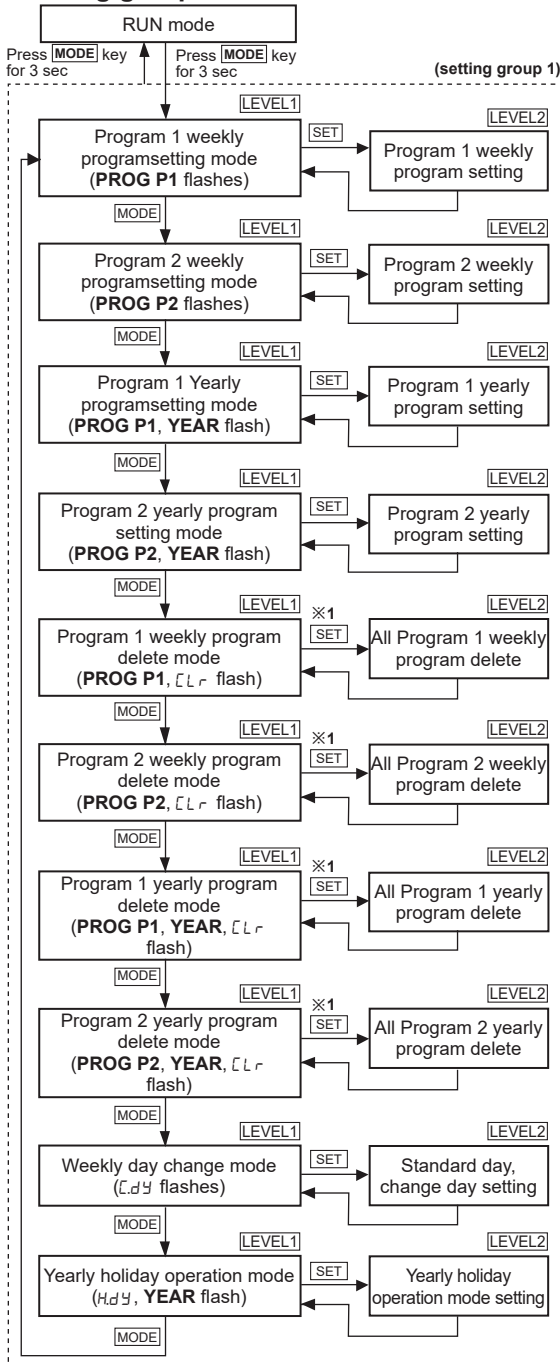 RUN mode
Press MODE key
for 3 sec
Press MODE key
for 3 sec
(setting group 1)
LEVEL1
Program 1 weekly
programsetting mode
(PROG P1 flashes)
SET
LEVEL2
Program 1 weekly
program setting
MODE
LEVEL1
Program 2 weekly
programsetting mode
(PROG P2 flashes)
SET
LEVEL2
Program 2 weekly
program setting
MODE
LEVEL1
Program 1 Yearly
programsetting mode
(PROG P1, YEAR flash)
SET
LEVEL2
Program 1 yearly
program setting
MODE
LEVEL1
Program 2 yearly program
setting mode
(PROG P2, YEAR flash)
SET
LEVEL2
Program 2 yearly
program setting
MODE
LEVEL1
Program 1 weekly program
delete mode
(PROG P1, CLr flash)
※1
SET
LEVEL2
All Program 1 weekly
program delete
MODE
LEVEL1
Program 2 weekly program
delete mode
(PROG P2, CLr flash)
※1
SET
LEVEL2
All Program 2 weekly
program delete
MODE
LEVEL1
Program 1 yearly program
delete mode
(PROG P1, YEAR, CLr
flash)
※1
SET
LEVEL2
All Program 1 yearly
program delete
MODE
LEVEL1
Program 2 yearly program
delete mode
(PROG P2, YEAR, CLr
flash)
※1
SET
LEVEL2
All Program 2 yearly
program delete
MODE
LEVEL1
Weekly day change mode
(C.dY flashes)
SET
LEVEL2
Standard day,
change day setting
MODE
LEVEL1
Yearly holiday operation mode
(H.dY, YEAR flash)
SET
LEVEL2
Yearly holiday
operation mode setting
MODE